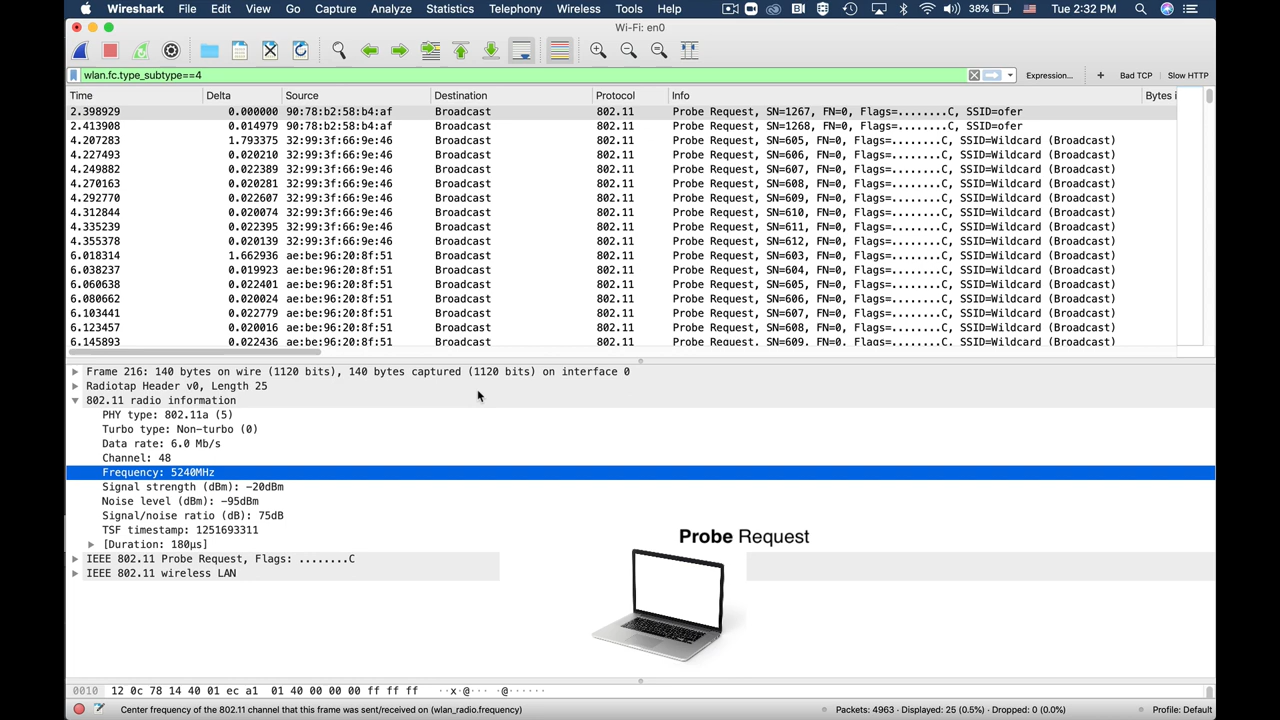 Wireshark File Edit View Go Capture Analyze Statistics Telephony Wireless Tools Help 38% Tue 2:32 PM
Wi-Fi: en0
wlan.fc.type_subtype==4 Expression... + Bad TCP Slow HTTP
Time Delta Source Destination Protocol Info Bytes i
2.398929 0.000000 90:78:b2:58:b4:af Broadcast 802.11 Probe Request, SN=1267, FN=0, Flags=........C, SSID=ofer
2.413908 0.014979 90:78:b2:58:b4:af Broadcast 802.11 Probe Request, SN=1268, FN=0, Flags=........C, SSID=ofer
4.207283 1.793375 32:99:3f:66:9e:46 Broadcast 802.11 Probe Request, SN=605, FN=0, Flags=........C, SSID=Wildcard (Broadcast)
4.227493 0.020210 32:99:3f:66:9e:46 Broadcast 802.11 Probe Request, SN=606, FN=0, Flags=........C, SSID=Wildcard (Broadcast)
4.249882 0.022389 32:99:3f:66:9e:46 Broadcast 802.11 Probe Request, SN=607, FN=0, Flags=........C, SSID=Wildcard (Broadcast)
4.270163 0.020281 32:99:3f:66:9e:46 Broadcast 802.11 Probe Request, SN=608, FN=0, Flags=........C, SSID=Wildcard (Broadcast)
4.292770 0.022607 32:99:3f:66:9e:46 Broadcast 802.11 Probe Request, SN=609, FN=0, Flags=........C, SSID=Wildcard (Broadcast)
4.312844 0.020074 32:99:3f:66:9e:46 Broadcast 802.11 Probe Request, SN=610, FN=0, Flags=........C, SSID=Wildcard (Broadcast)
4.335239 0.022395 32:99:3f:66:9e:46 Broadcast 802.11 Probe Request, SN=611, FN=0, Flags=........C, SSID=Wildcard (Broadcast)
4.355378 0.020139 32:99:3f:66:9e:46 Broadcast 802.11 Probe Request, SN=612, FN=0, Flags=........C, SSID=Wildcard (Broadcast)
6.018314 1.662936 ae:be:96:20:8f:51 Broadcast 802.11 Probe Request, SN=603, FN=0, Flags=........C, SSID=Wildcard (Broadcast)
6.038237 0.019923 ae:be:96:20:8f:51 Broadcast 802.11 Probe Request, SN=604, FN=0, Flags=........C, SSID=Wildcard (Broadcast)
6.060638 0.022401 ae:be:96:20:8f:51 Broadcast 802.11 Probe Request, SN=605, FN=0, Flags=........C, SSID=Wildcard (Broadcast)
6.080662 0.020024 ae:be:96:20:8f:51 Broadcast 802.11 Probe Request, SN=606, FN=0, Flags=........C, SSID=Wildcard (Broadcast)
6.103441 0.022779 ae:be:96:20:8f:51 Broadcast 802.11 Probe Request, SN=607, FN=0, Flags=........C, SSID=Wildcard (Broadcast)
6.123457 0.020016 ae:be:96:20:8f:51 Broadcast 802.11 Probe Request, SN=608, FN=0, Flags=........C, SSID=Wildcard (Broadcast)
6.145893 0.022436 ae:be:96:20:8f:51 Broadcast 802.11 Probe Request, SN=609, FN=0, Flags=........C, SSID=Wildcard (Broadcast)
Frame 216: 140 bytes on wire (1120 bits), 140 bytes captured (1120 bits) on interface 0
Radiotap Header v0, Length 25
802.11 radio information
PHY type: 802.11a (5)
Turbo type: Non-turbo (0)
Data rate: 6.0 Mb/s
Channel: 48
Frequency: 5240MHz
Signal strength (dBm): -20dBm
Noise level (dBm): -95dBm
Signal/noise ratio (dB): 75dB
TSF timestamp: 1251693311
[Duration: 180µs]
IEEE 802.11 Probe Request, Flags: ........C
IEEE 802.11 wireless LAN
Probe Request
0010 12 0c 78 14 40 01 ec a1 01 40 00 00 00 ff ff ff ··x·@··· ·@······
Center frequency of the 802.11 channel that this frame was sent/received on (wlan_radio.frequency) Packets: 4963 · Displayed: 25 (0.5%) · Dropped: 0 (0.0%) Profile: Default